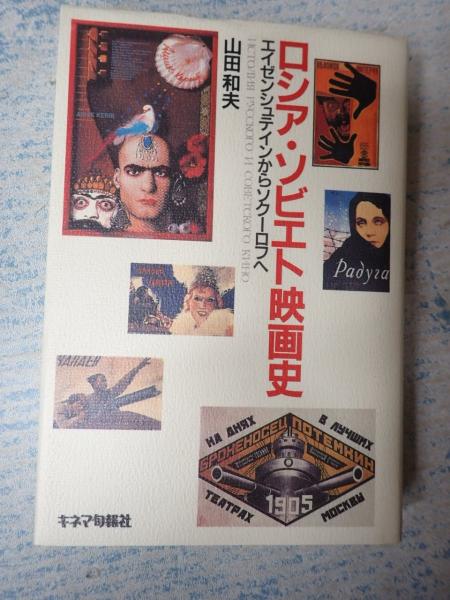 ロシア・ソビエト映画史
エイゼンシュテインからソクーロフへ
ИСТОРИЯ РУССКОГО И СОВЕТСКОГО КИНО
山田和夫
Радуга
ЧАПАЕВ
НА ДНЯХ
В ЛУЧШИХ
БРОНЕНОСЕЦ ПОТЕМКИН
1905
ТЕАТРАХ
МОСКВЫ
キネマ旬報社